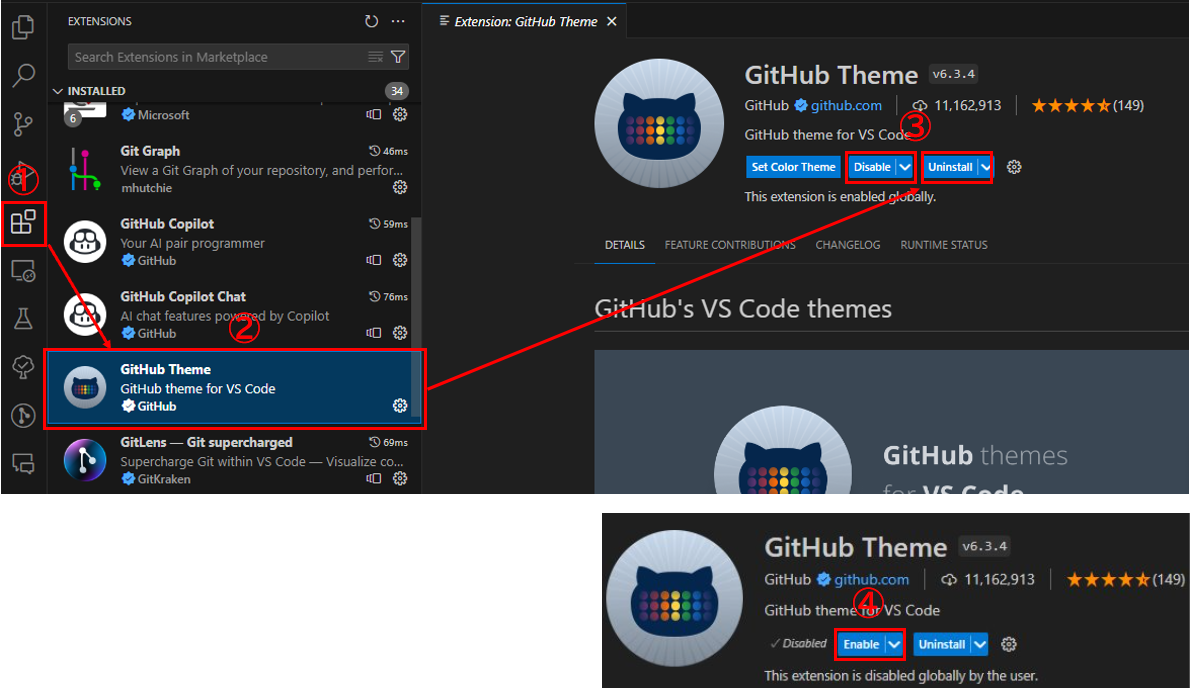 EXTENSIONS
Search Extensions in Marketplace
INSTALLED
34
6
Microsoft
Git Graph
46ms
View a Git Graph of your repository, and perfor...
mhutchie
①
GitHub Copilot
59ms
Your AI pair programmer
GitHub
GitHub Copilot Chat
76ms
AI chat features powered by Copilot
②
GitHub
GitHub Theme
GitHub theme for VS Code
GitHub
GitLens — Git supercharged
69ms
Supercharge Git within VS Code — Visualize co...
GitKraken
Extension: GitHub Theme
GitHub Theme
v6.3.4
GitHub
github.com
11,162,913
(149)
GitHub theme for VS Code
③
Set Color Theme
Disable
Uninstall
This extension is enabled globally.
DETAILS
FEATURE CONTRIBUTIONS
CHANGELOG
RUNTIME STATUS
GitHub's VS Code themes
GitHub themes
for VS Code
GitHub Theme
v6.3.4
GitHub
github.com
11,162,913
(149)
GitHub theme for VS Code
④
Disabled
Enable
Uninstall
This extension is disabled globally by the user.